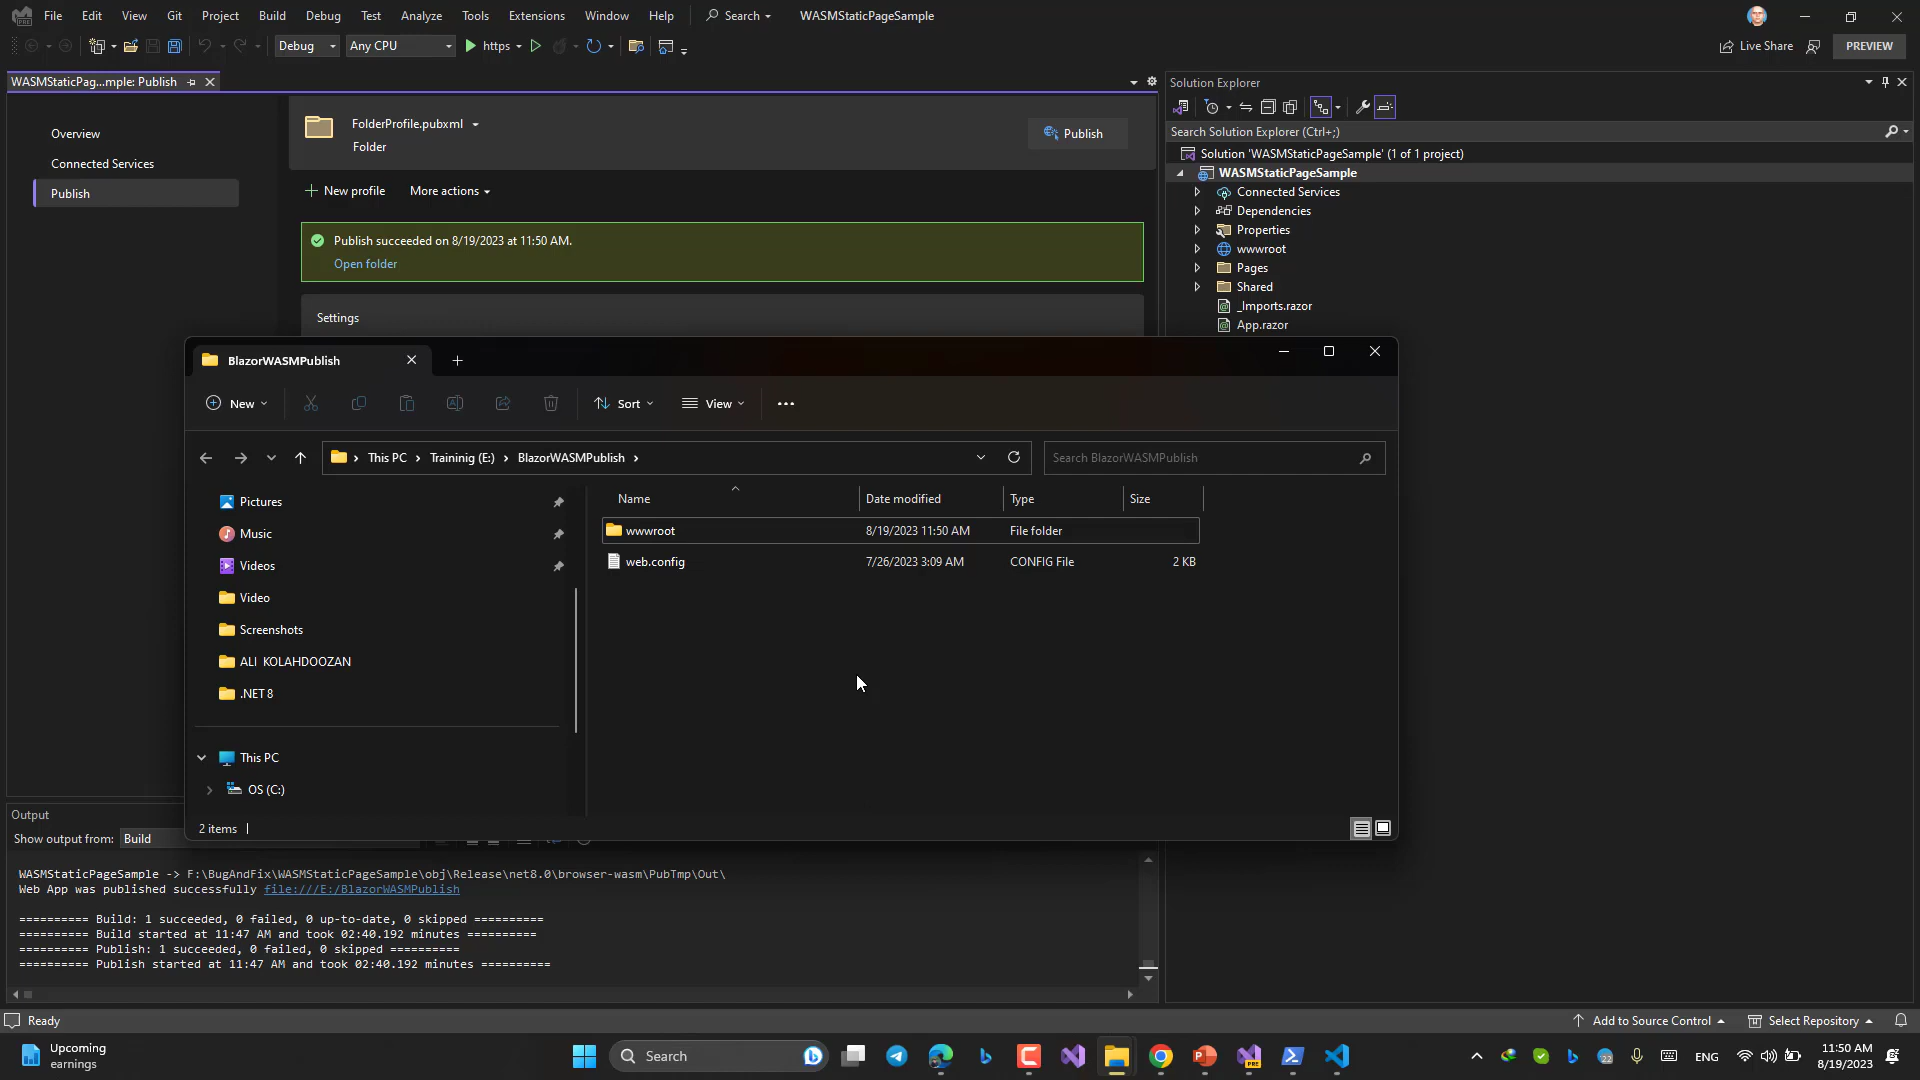 File Edit View Git Project Build Debug Test Analyze Tools Extensions Window Help Search WASMStaticPageSample
Debug Any CPU https Live Share PREVIEW
WASMStaticPag...mple: Publish
Overview
Connected Services
Publish
FolderProfile.pubxml
Folder
Publish
New profile More actions
Publish succeeded on 8/19/2023 at 11:50 AM.
Open folder
Settings
Solution Explorer
Search Solution Explorer (Ctrl+;)
Solution 'WASMStaticPageSample' (1 of 1 project)
WASMStaticPageSample
Connected Services
Dependencies
Properties
wwwroot
Pages
Shared
_Imports.razor
App.razor
BlazorWASMPublish
New Sort View
This PC > Traininig (E:) > BlazorWASMPublish >
Search BlazorWASMPublish
Pictures
Music
Videos
Video
Screenshots
ALI KOLAHDOOZAN
.NET 8
This PC
OS (C:)
Name Date modified Type Size
wwwroot 8/19/2023 11:50 AM File folder
web.config 7/26/2023 3:09 AM CONFIG File 2 KB
2 items
Output
Show output from: Build
WASMStaticPageSample -> F:\BugAndFix\WASMStaticPageSample\obj\Release\net8.0\browser-wasm\PubTmp\Out\
Web App was published successfully file:///E:/BlazorWASMPublish
========== Build: 1 succeeded, 0 failed, 0 up-to-date, 0 skipped ==========
========== Build started at 11:47 AM and took 02:40.192 minutes ==========
========== Publish: 1 succeeded, 0 failed, 0 skipped ==========
========== Publish started at 11:47 AM and took 02:40.192 minutes ==========
Ready Add to Source Control Select Repository
Upcoming
earnings
Search
ENG
11:50 AM
8/19/2023